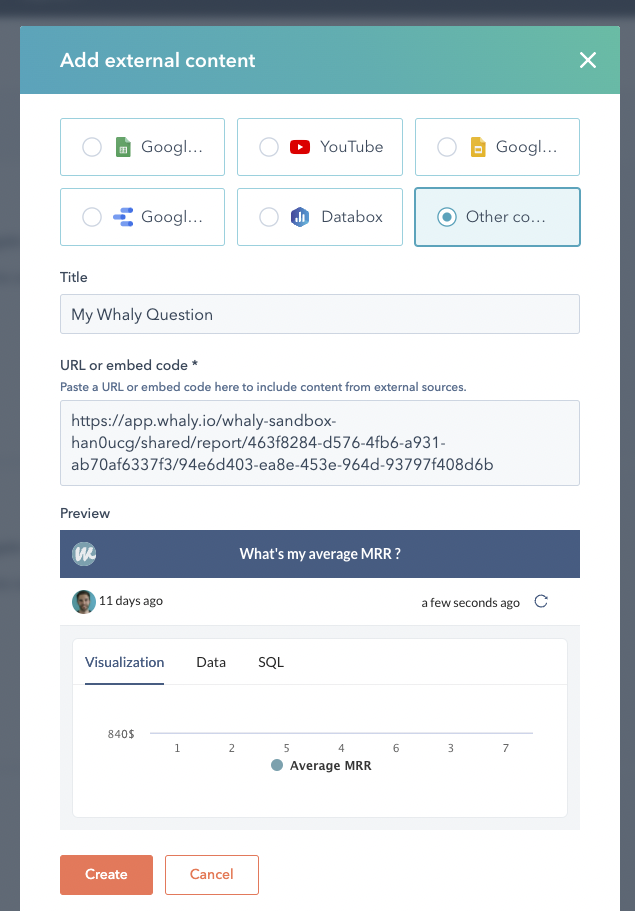 Add external content
Googl... YouTube Googl...
Googl... Databox Other co...
Title
My Whaly Question
URL or embed code *
Paste a URL or embed code here to include content from external sources.
https://app.whaly.io/whaly-sandbox-
han0ucg/shared/report/463f8284-d576-4fb6-a931-
ab70af6337f3/94e6d403-ea8e-453e-964d-93797f408d6b
Preview
What's my average MRR ?
11 days ago a few seconds ago
Visualization Data SQL
840$
1 2 5 4 6 3 7
Average MRR
Create Cancel